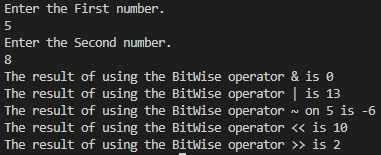 Enter the First number.
5
Enter the Second number.
8
The result of using the BitWise operator & is 0
The result of using the BitWise operator | is 13
The result of using the BitWise operator ~ on 5 is -6
The result of using the BitWise operator << is 10
The result of using the BitWise operator >> is 2